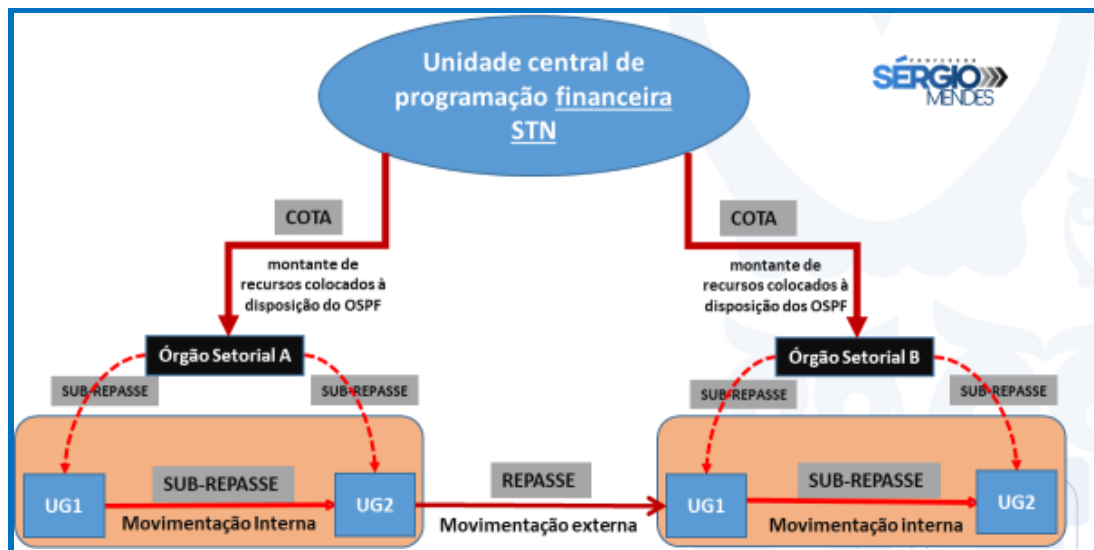 Unidade central de
programação financeira
STN
PROFESSOR
SÉRGIO
MENDES
COTA
COTA
montante de
recursos colocados à
disposição do OSPF
montante de
recursos colocados à
disposição dos OSPF
Órgão Setorial A
Órgão Setorial B
SUB-REPASSE
SUB-REPASSE
SUB-REPASSE
SUB-REPASSE
UG1
SUB-REPASSE
Movimentação Interna
UG2
REPASSE
Movimentação externa
UG1
SUB-REPASSE
Movimentação interna
UG2